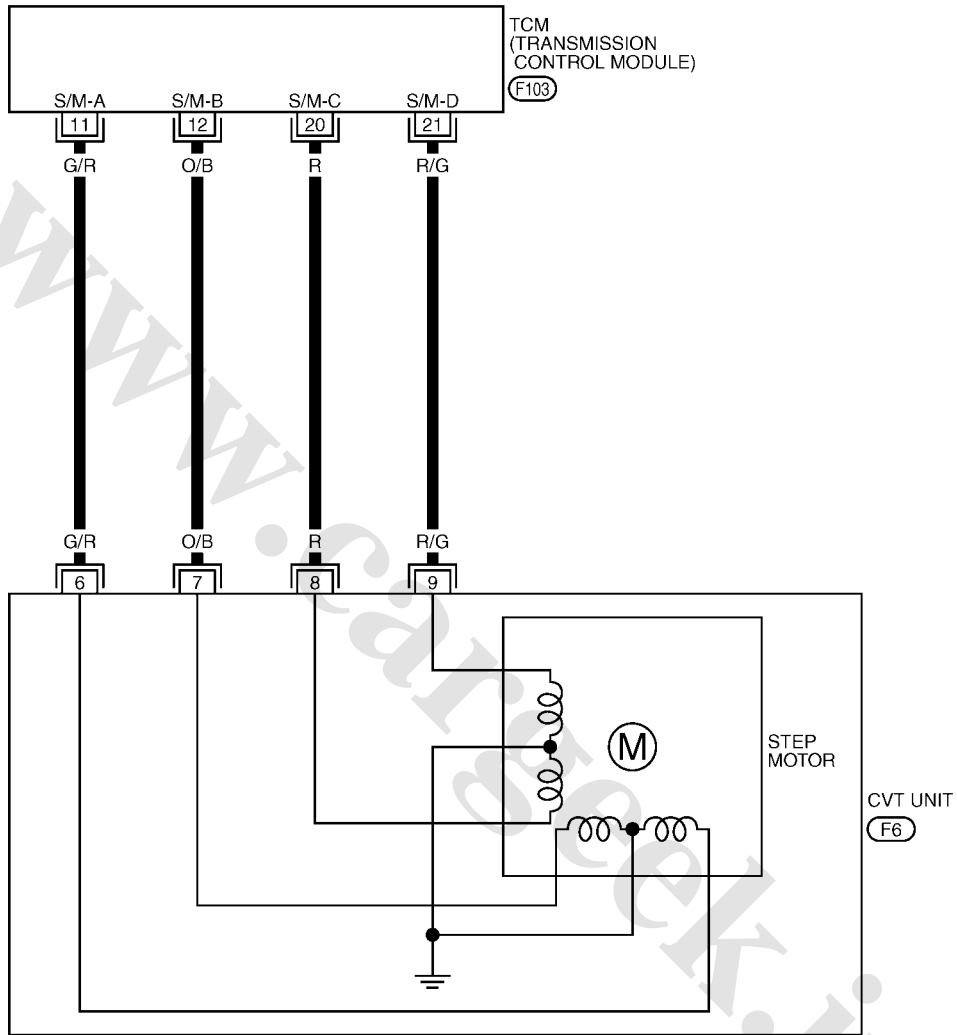 TCM
(TRANSMISSION
CONTROL MODULE)
F103
S/M-A S/M-B S/M-C S/M-D
11 12 20 21
G/R O/B R R/G
G/R O/B R R/G
6 7 8 9
M
STEP
MOTOR
CVT UNIT
F6
www.cargeek.